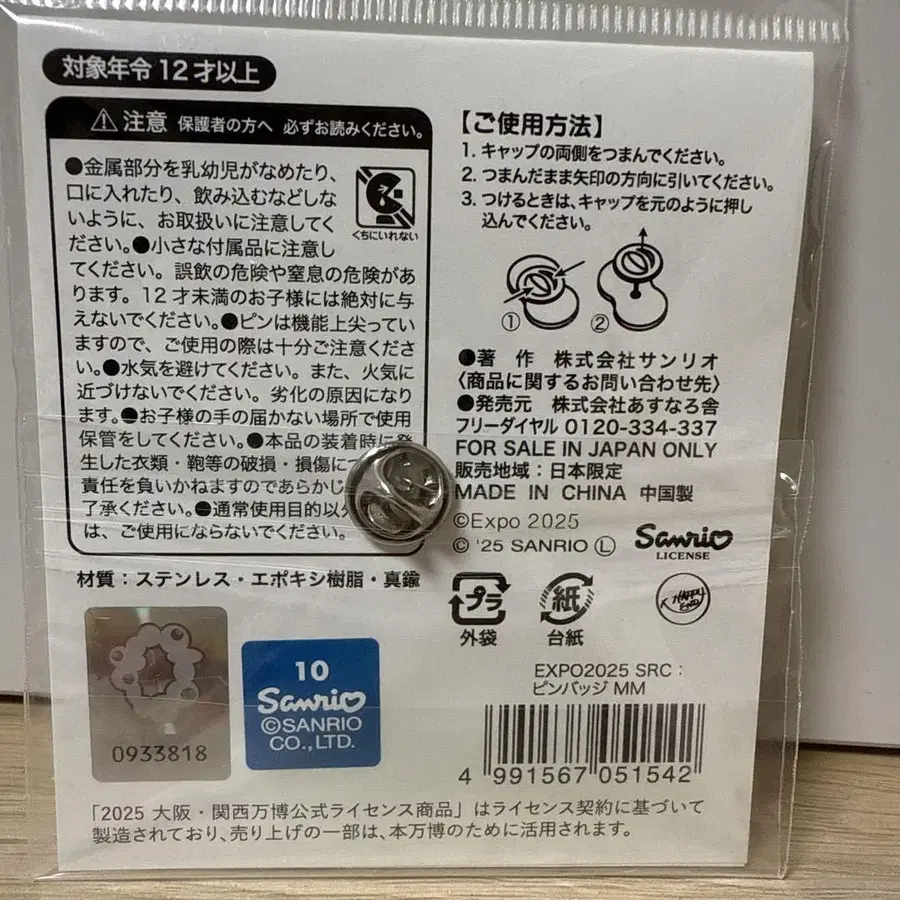 対象年令12才以上
⚠注意 保護者の方へ 必ずお読みください。
●金属部分を乳幼児がなめたり、
口に入れたり、飲み込むなどしな
いように、お取扱いに注意してく
ださい。●小さな付属品に注意し
てください。誤飲の危険や窒息の危険があ
ります。12才未満のお子様には絶対に与
えないでください。●ピンは機能上尖ってい
ますので、ご使用の際は十分ご注意くださ
い。●水気を避けてください。また、火気に
近づけないでください。劣化の原因になり
ます。●お子様の手の届かない場所で使用
保管をしてください。●本品の装着時に発
生した衣類・鞄等の破損・損傷に
責任を負いかねますのであらかじ
了承ください。●通常使用目的以
は、ご使用にならないでください。
くちにいれない
材質：ステンレス・エポキシ樹脂・真鍮
【ご使用方法】
1. キャップの両側をつまんでください。
2. つまんだまま矢印の方向に引いてください。
3. つけるときは、キャップを元のように押し
込んでください。
① ②
●著 作 株式会社サンリオ
〈商品に関するお問い合わせ先〉
●発売元 株式会社あすなろ舎
フリーダイヤル 0120-334-337
FOR SALE IN JAPAN ONLY
販売地域：日本限定
MADE IN CHINA 中国製
©Expo 2025
© '25 SANRIO Ⓛ
Sanrio
LICENSE
プラ
外袋
紙
台紙
HAPPY
END
0933818
10
Sanrio
©SANRIO
CO., LTD.
EXPO2025 SRC：
ピンバッジ MM
4 991567 051542
「2025 大阪・関西万博公式ライセンス商品」はライセンス契約に基づいて
製造されており、売り上げの一部は、本万博のために活用されます。